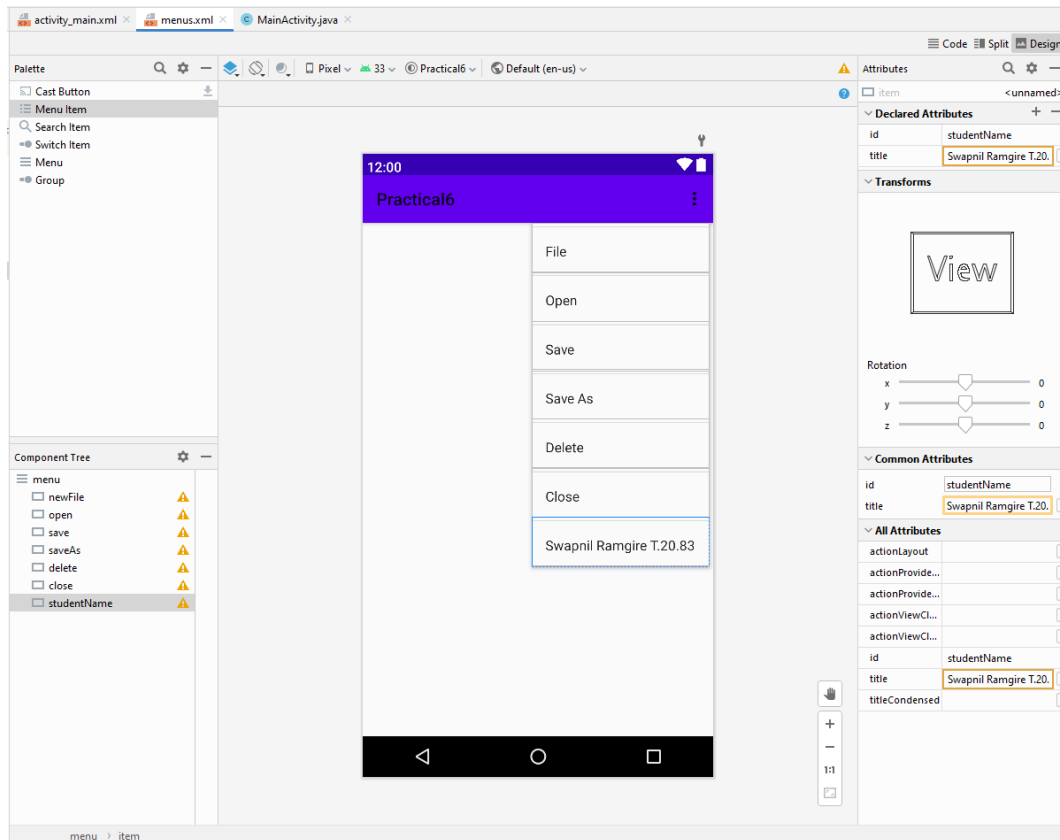 activity_main.xml menus.xml MainActivity.java
Code Split Design
Palette Pixel 33 Practical6 Default (en-us) Attributes
Cast Button
Menu Item
Search Item
Switch Item
Menu
Group
12:00
Practical6
File
Open
Save
Save As
Delete
Close
Swapnil Ramgire T.20.83
1:1
Component Tree
menu
newFile
open
save
saveAs
delete
close
studentName
item <unnamed>
Declared Attributes
id studentName
title Swapnil Ramgire T.20.
Transforms
View
Rotation
x 0
y 0
z 0
Common Attributes
id studentName
title Swapnil Ramgire T.20.
All Attributes
actionLayout
actionProvide...
actionProvide...
actionViewCl...
actionViewCl...
id studentName
title Swapnil Ramgire T.20.
titleCondensed
menu > item